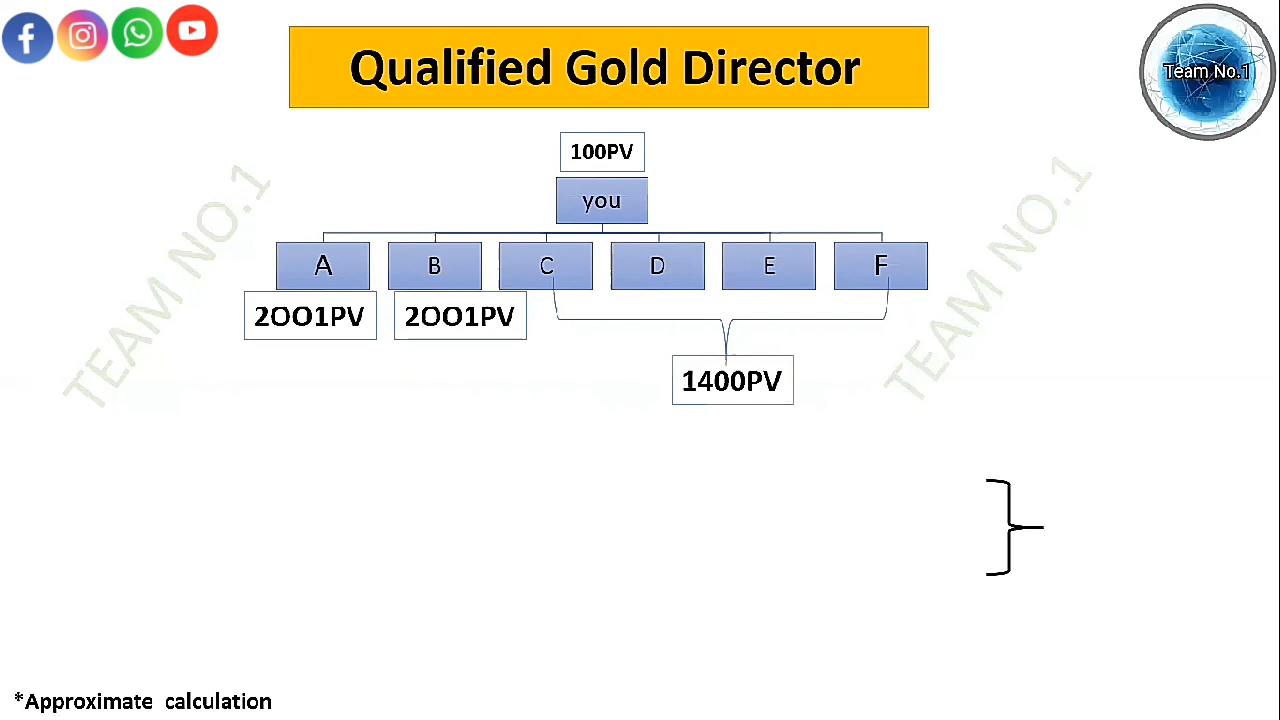 Qualified Gold Director
Team No.1
100PV
you
A B C D E F
2OO1PV 2OO1PV
1400PV
TEAM NO.1
TEAM NO.1
*Approximate calculation